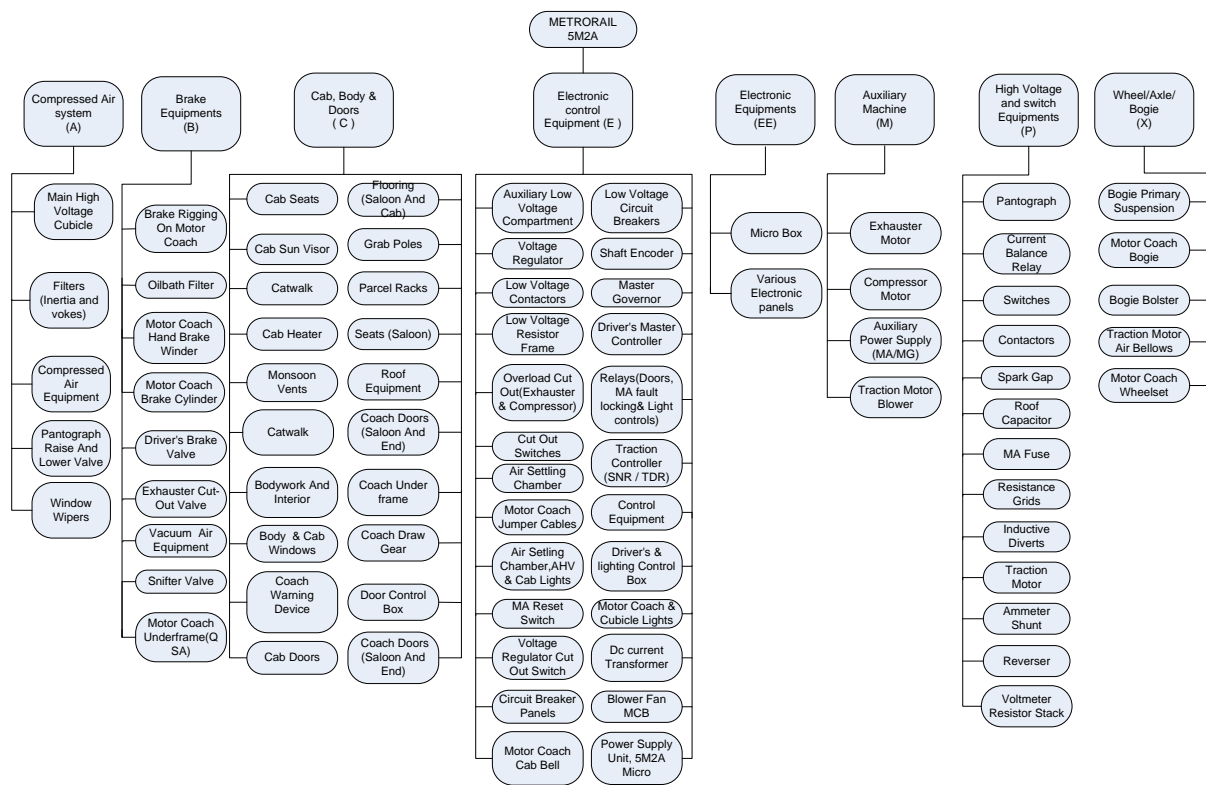 METRORAIL
5M2A
Compressed Air
system
(A)
Brake
Equipments
(B)
Cab, Body &
Doors
( C )
Electronic
control
Equipment (E )
Electronic
Equipments
(EE)
Auxiliary
Machine
(M)
High Voltage
and switch
Equipments
(P)
Wheel/Axle/
Bogie
(X)
Main High
Voltage
Cubicle
Filters
(Inertia and
vokes)
Compressed
Air
Equipment
Pantograph
Raise And
Lower Valve
Window
Wipers
Brake Rigging
On Motor
Coach
Oilbath Filter
Motor Coach
Hand Brake
Winder
Motor Coach
Brake Cylinder
Driver's Brake
Valve
Exhauster Cut-
Out Valve
Vacuum Air
Equipment
Snifter Valve
Motor Coach
Underframe(Q
SA)
Cab Seats
Cab Sun Visor
Catwalk
Cab Heater
Monsoon
Vents
Catwalk
Bodywork And
Interior
Body & Cab
Windows
Coach
Warning
Device
Cab Doors
Flooring
(Saloon And
Cab)
Grab Poles
Parcel Racks
Seats (Saloon)
Roof
Equipment
Coach Doors
(Saloon And
End)
Coach Under
frame
Coach Draw
Gear
Door Control
Box
Coach Doors
(Saloon And
End)
Auxiliary Low
Voltage
Compartment
Voltage
Regulator
Low Voltage
Contactors
Low Voltage
Resistor
Frame
Overload Cut
Out(Exhauster
& Compressor)
Cut Out
Switches
Air Settling
Chamber
Motor Coach
Jumper Cables
Air Setling
Chamber,AHV
& Cab Lights
MA Reset
Switch
Voltage
Regulator Cut
Out Switch
Circuit Breaker
Panels
Motor Coach
Cab Bell
Low Voltage
Circuit
Breakers
Shaft Encoder
Master
Governor
Driver's Master
Controller
Relays(Doors,
MA fault
locking& Light
controls)
Traction
Controller
(SNR / TDR)
Control
Equipment
Driver's &
lighting Control
Box
Motor Coach &
Cubicle Lights
Dc current
Transformer
Blower Fan
MCB
Power Supply
Unit, 5M2A
Micro
Micro Box
Various
Electronic
panels
Exhauster
Motor
Compressor
Motor
Auxiliary
Power Supply
(MA/MG)
Traction Motor
Blower
Pantograph
Current
Balance
Relay
Switches
Contactors
Spark Gap
Roof
Capacitor
MA Fuse
Resistance
Grids
Inductive
Diverts
Traction
Motor
Ammeter
Shunt
Reverser
Voltmeter
Resistor Stack
Bogie Primary
Suspension
Motor Coach
Bogie
Bogie Bolster
Traction Motor
Air Bellows
Motor Coach
Wheelset